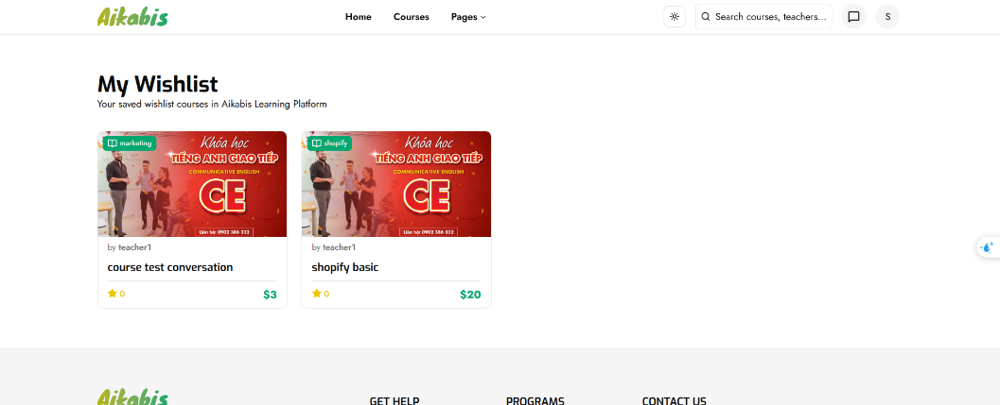 Aikabis
Home
Courses
Pages
Search courses, teachers...
S
My Wishlist
Your saved wishlist courses in Aikabis Learning Platform
marketing
Khóa học
TIẾNG ANH GIAO TIẾP
COMMUNICATIVE ENGLISH
CE
Liên hệ: 0902 386 332
by teacher1
course test conversation
0
$3
shopify
Khóa học
TIẾNG ANH GIAO TIẾP
COMMUNICATIVE ENGLISH
CE
Liên hệ: 0902 386 332
by teacher1
shopify basic
0
$20
Aikabis
GET HELP
PROGRAMS
CONTACT US